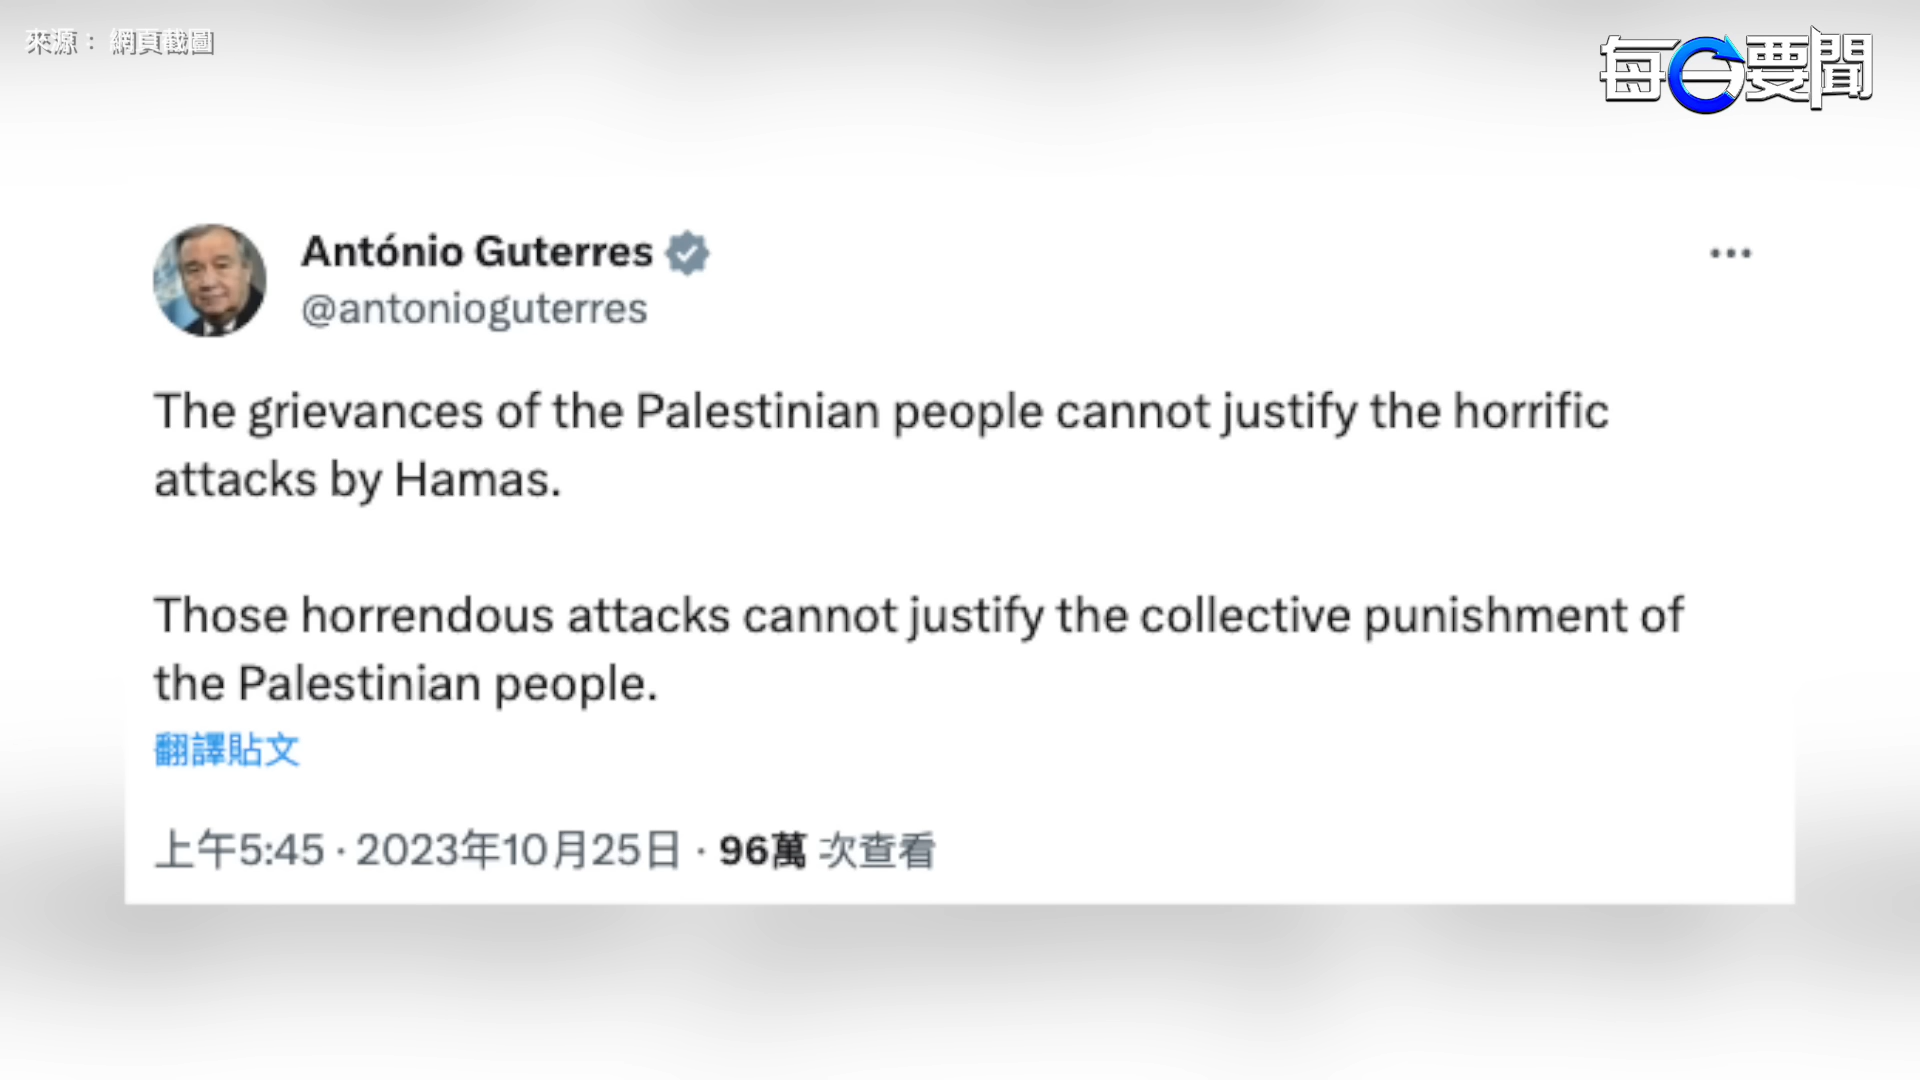 來源： 網頁截圖
每日要聞
António Guterres
@antonioguterres
The grievances of the Palestinian people cannot justify the horrific
attacks by Hamas.
Those horrendous attacks cannot justify the collective punishment of
the Palestinian people.
翻譯貼文
上午5:45 · 2023年10月25日 · 96萬 次查看